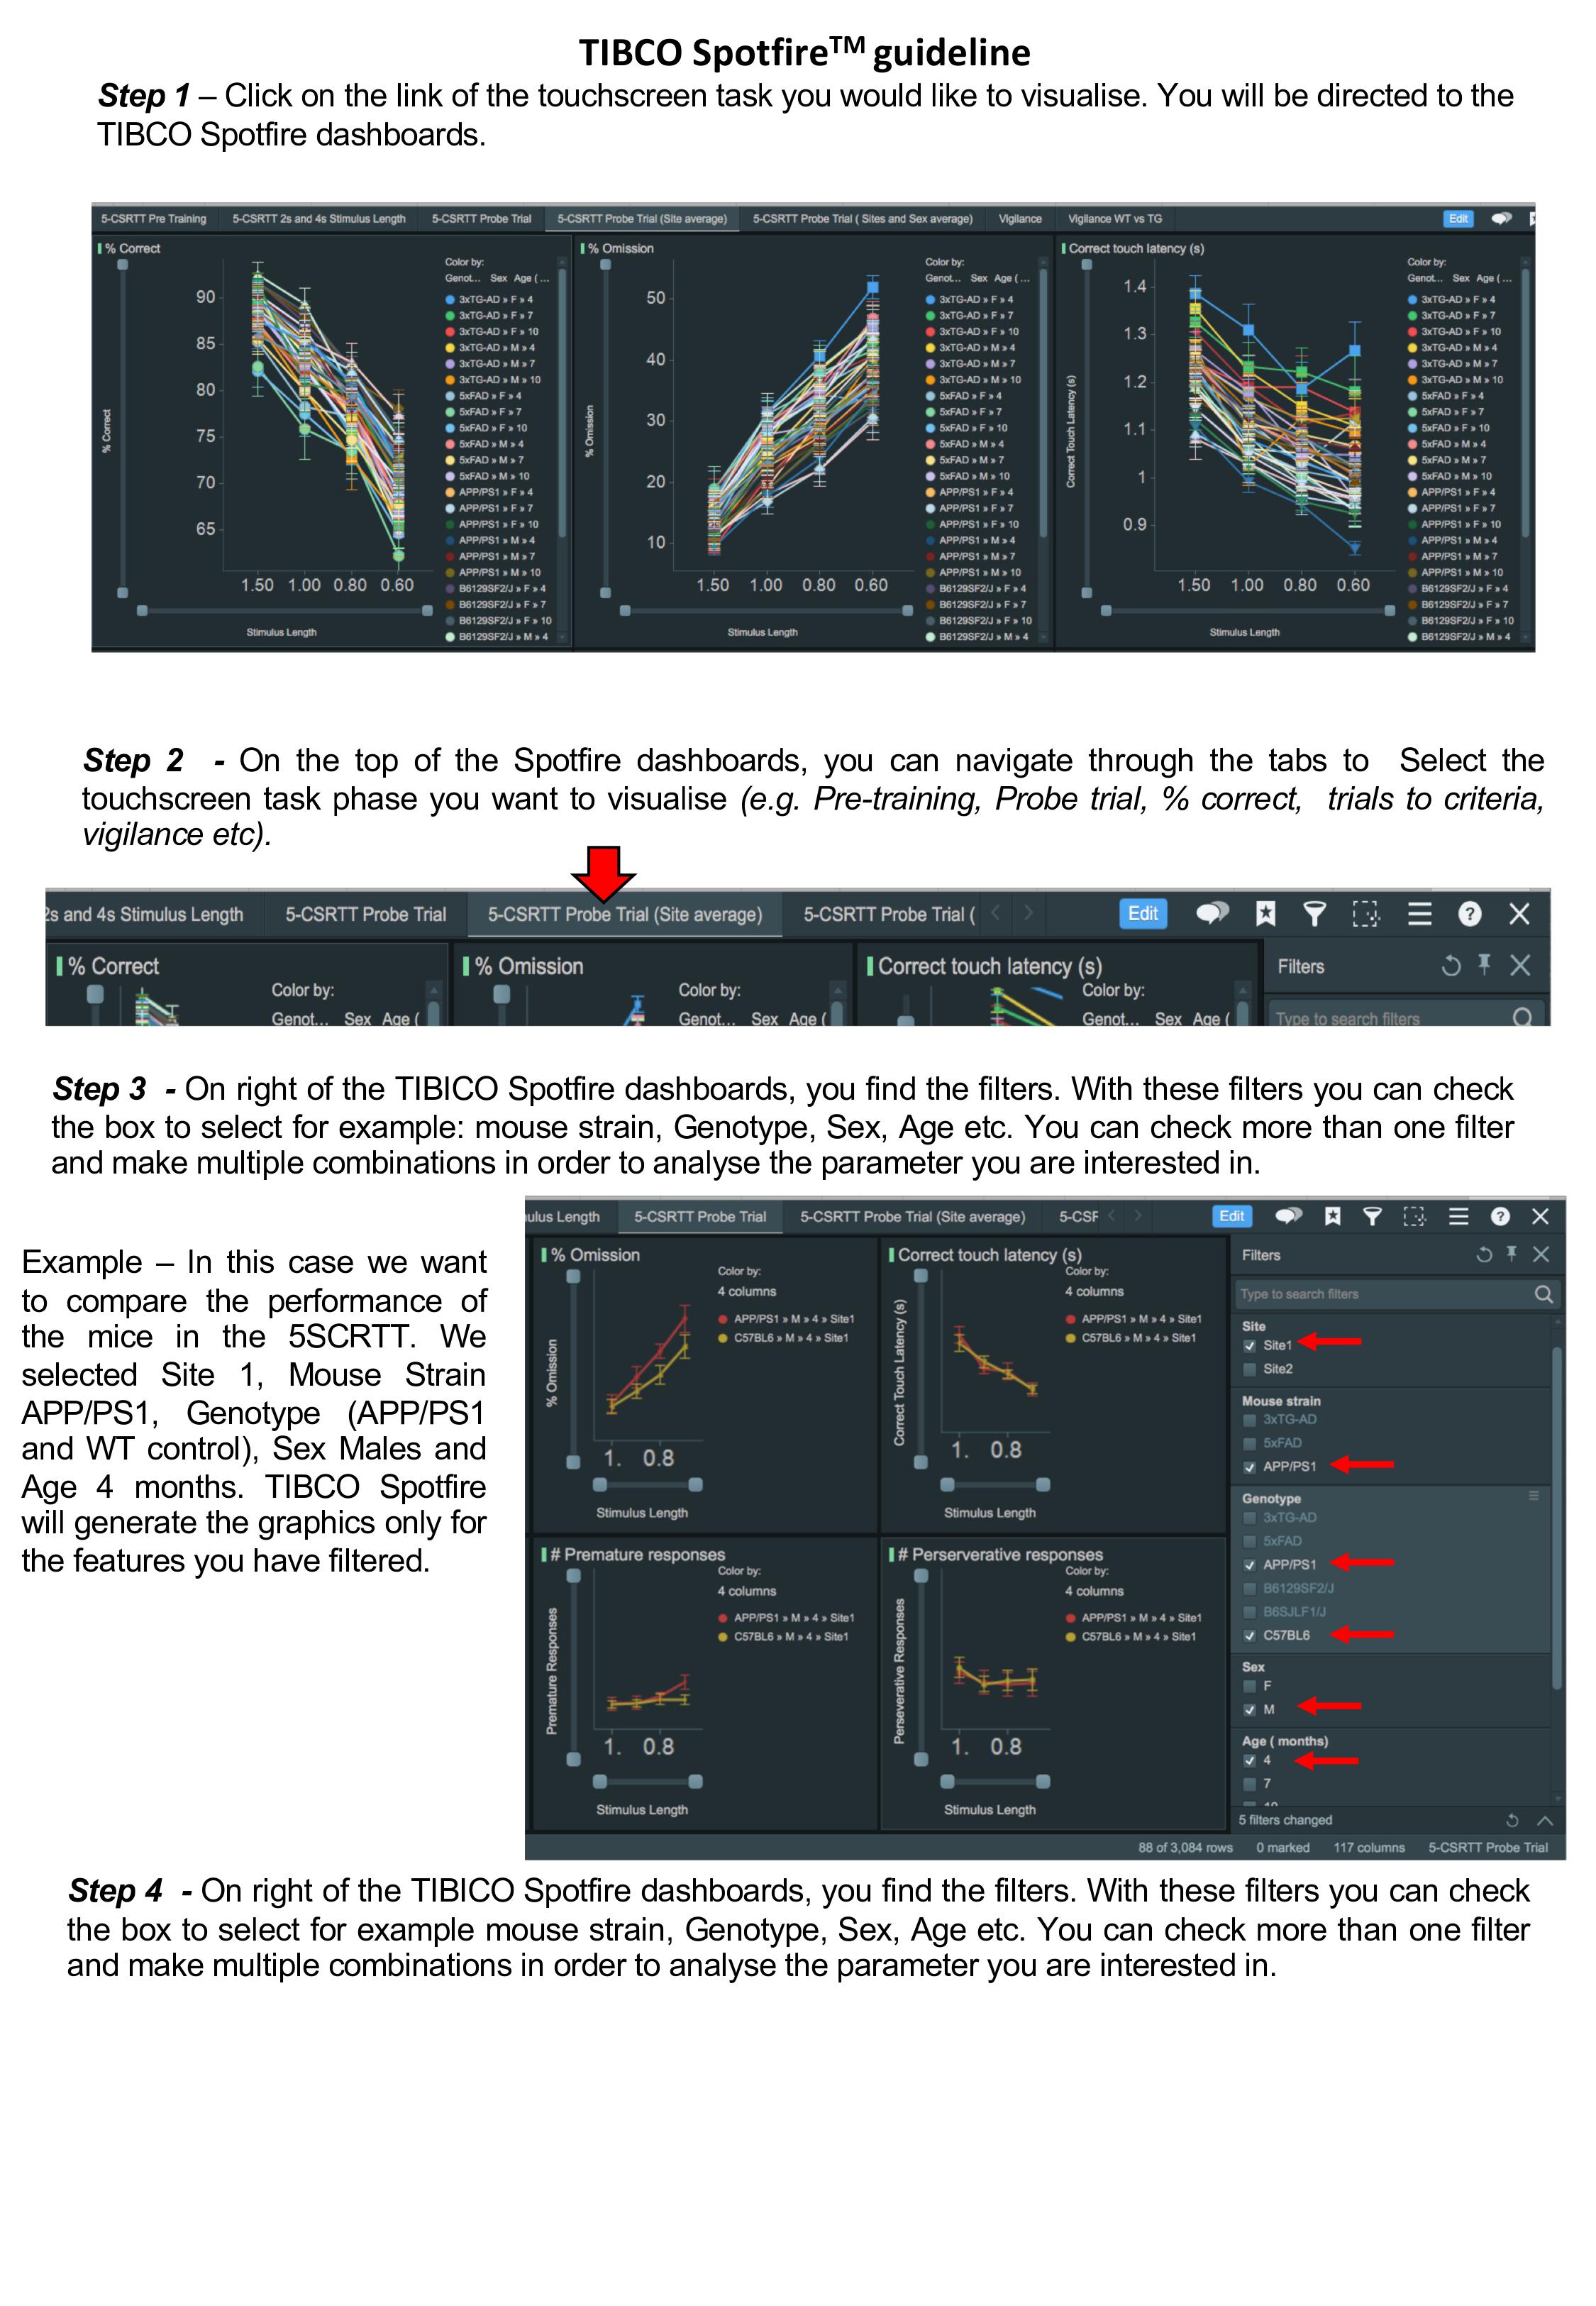 TIBCO Spotfire™ guideline
Step 1 – Click on the link of the touchscreen task you would like to visualise. You will be directed to the
TIBCO Spotfire dashboards.
5-CSRTT Pre Training 5-CSRTT 2s and 4s Stimulus Length 5-CSRTT Probe Trial 5-CSRTT Probe Trial (Site average) 5-CSRTT Probe Trial ( Sites and Sex average) Vigilance Vigilance WT vs TG Edit
% Correct
% Correct
90
85
80
75
70
65
1.50 1.00 0.80 0.60
Stimulus Length
Color by:
Genot... Sex Age ( ...
3xTG-AD » F » 4
3xTG-AD » F » 7
3xTG-AD » F » 10
3xTG-AD » M » 4
3xTG-AD » M » 7
3xTG-AD » M » 10
5xFAD » F » 4
5xFAD » F » 7
5xFAD » F » 10
5xFAD » M » 4
5xFAD » M » 7
5xFAD » M » 10
APP/PS1 » F » 4
APP/PS1 » F » 7
APP/PS1 » F » 10
APP/PS1 » M » 4
APP/PS1 » M » 7
APP/PS1 » M » 10
B6129SF2/J » F » 4
B6129SF2/J » F » 7
B6129SF2/J » F » 10
B6129SF2/J » M » 4
% Omission
% Omission
50
40
30
20
10
1.50 1.00 0.80 0.60
Stimulus Length
Color by:
Genot... Sex Age ( ...
3xTG-AD » F » 4
3xTG-AD » F » 7
3xTG-AD » F » 10
3xTG-AD » M » 4
3xTG-AD » M » 7
3xTG-AD » M » 10
5xFAD » F » 4
5xFAD » F » 7
5xFAD » F » 10
5xFAD » M » 4
5xFAD » M » 7
5xFAD » M » 10
APP/PS1 » F » 4
APP/PS1 » F » 7
APP/PS1 » F » 10
APP/PS1 » M » 4
APP/PS1 » M » 7
APP/PS1 » M » 10
B6129SF2/J » F » 4
B6129SF2/J » F » 7
B6129SF2/J » F » 10
B6129SF2/J » M » 4
Correct touch latency (s)
Correct Touch Latency (s)
1.4
1.3
1.2
1.1
1
0.9
1.50 1.00 0.80 0.60
Stimulus Length
Color by:
Genot... Sex Age ( ...
3xTG-AD » F » 4
3xTG-AD » F » 7
3xTG-AD » F » 10
3xTG-AD » M » 4
3xTG-AD » M » 7
3xTG-AD » M » 10
5xFAD » F » 4
5xFAD » F » 7
5xFAD » F » 10
5xFAD » M » 4
5xFAD » M » 7
5xFAD » M » 10
APP/PS1 » F » 4
APP/PS1 » F » 7
APP/PS1 » F » 10
APP/PS1 » M » 4
APP/PS1 » M » 7
APP/PS1 » M » 10
B6129SF2/J » F » 4
B6129SF2/J » F » 7
B6129SF2/J » F » 10
B6129SF2/J » M » 4
Step 2 - On the top of the Spotfire dashboards, you can navigate through the tabs to Select the
touchscreen task phase you want to visualise (e.g. Pre-training, Probe trial, % correct, trials to criteria,
vigilance etc).
2s and 4s Stimulus Length 5-CSRTT Probe Trial 5-CSRTT Probe Trial (Site average) 5-CSRTT Probe Trial ( Edit
% Correct
Color by:
Genot... Sex Age (
% Omission
Color by:
Genot... Sex Age (
Correct touch latency (s)
Color by:
Genot... Sex Age (
Filters
Type to search filters
Step 3 - On right of the TIBICO Spotfire dashboards, you find the filters. With these filters you can check
the box to select for example: mouse strain, Genotype, Sex, Age etc. You can check more than one filter
and make multiple combinations in order to analyse the parameter you are interested in.
Example – In this case we want
to compare the performance of
the mice in the 5SCRTT. We
selected Site 1, Mouse Strain
APP/PS1, Genotype (APP/PS1
and WT control), Sex Males and
Age 4 months. TIBCO Spotfire
will generate the graphics only for
the features you have filtered.
ulus Length 5-CSRTT Probe Trial 5-CSRTT Probe Trial (Site average) 5-CSF Edit
% Omission
% Omission
1. 0.8
Stimulus Length
Color by:
4 columns
APP/PS1 » M » 4 » Site1
C57BL6 » M » 4 » Site1
Correct touch latency (s)
Correct Touch Latency (s)
1. 0.8
Stimulus Length
Color by:
4 columns
APP/PS1 » M » 4 » Site1
C57BL6 » M » 4 » Site1
# Premature responses
Premature Responses
1. 0.8
Stimulus Length
Color by:
4 columns
APP/PS1 » M » 4 » Site1
C57BL6 » M » 4 » Site1
# Perserverative responses
Perseverative Responses
1. 0.8
Stimulus Length
Color by:
4 columns
APP/PS1 » M » 4 » Site1
C57BL6 » M » 4 » Site1
Filters
Type to search filters
Site
Site1
Site2
Mouse strain
3xTG-AD
5xFAD
APP/PS1
Genotype
3xTG-AD
5xFAD
APP/PS1
B6129SF2/J
B6SJLF1/J
C57BL6
Sex
F
M
Age ( months)
4
7
10
5 filters changed
88 of 3,084 rows 0 marked 117 columns 5-CSRTT Probe Trial
Step 4 - On right of the TIBICO Spotfire dashboards, you find the filters. With these filters you can check
the box to select for example mouse strain, Genotype, Sex, Age etc. You can check more than one filter
and make multiple combinations in order to analyse the parameter you are interested in.